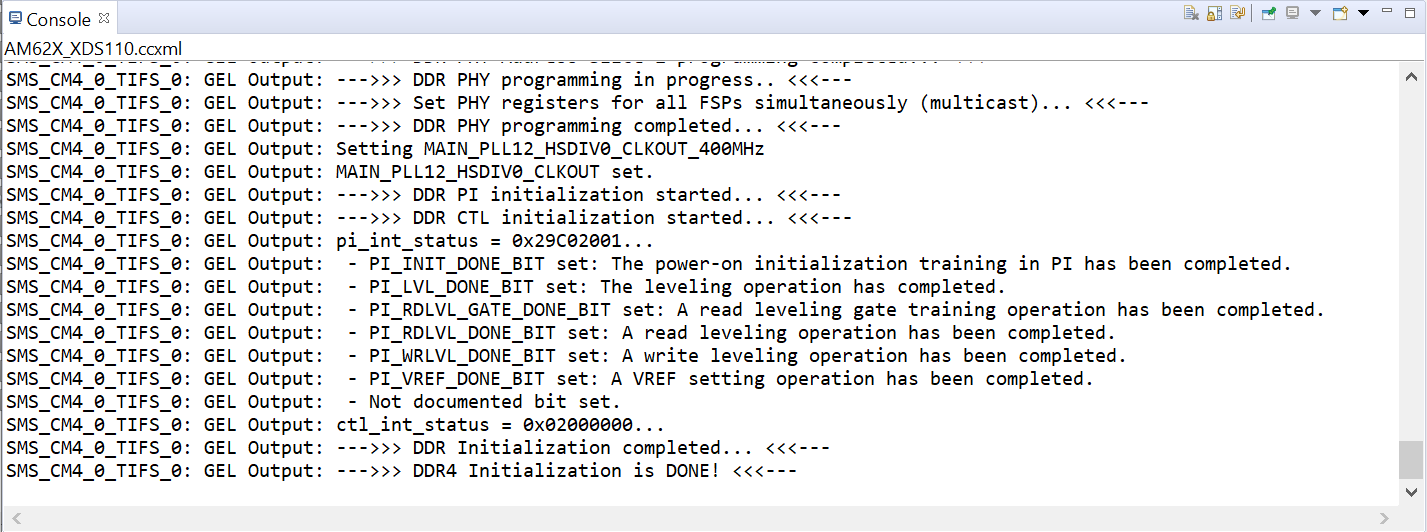 Console
AM62X_XDS110.ccxml
SMS_CM4_0_TIFS_0: GEL Output: --->>> DDR PHY programming in progress.. <<<---
SMS_CM4_0_TIFS_0: GEL Output: --->>> Set PHY registers for all FSPs simultaneously (multicast)... <<<---
SMS_CM4_0_TIFS_0: GEL Output: --->>> DDR PHY programming completed... <<<---
SMS_CM4_0_TIFS_0: GEL Output: Setting MAIN_PLL12_HSDIV0_CLKOUT_400MHz
SMS_CM4_0_TIFS_0: GEL Output: MAIN_PLL12_HSDIV0_CLKOUT set.
SMS_CM4_0_TIFS_0: GEL Output: --->>> DDR PI initialization started... <<<---
SMS_CM4_0_TIFS_0: GEL Output: --->>> DDR CTL initialization started... <<<---
SMS_CM4_0_TIFS_0: GEL Output: pi_int_status = 0x29C02001...
SMS_CM4_0_TIFS_0: GEL Output:  - PI_INIT_DONE_BIT set: The power-on initialization training in PI has been completed.
SMS_CM4_0_TIFS_0: GEL Output:  - PI_LVL_DONE_BIT set: The leveling operation has completed.
SMS_CM4_0_TIFS_0: GEL Output:  - PI_RDLVL_GATE_DONE_BIT set: A read leveling gate training operation has been completed.
SMS_CM4_0_TIFS_0: GEL Output:  - PI_RDLVL_DONE_BIT set: A read leveling operation has been completed.
SMS_CM4_0_TIFS_0: GEL Output:  - PI_WRLVL_DONE_BIT set: A write leveling operation has been completed.
SMS_CM4_0_TIFS_0: GEL Output:  - PI_VREF_DONE_BIT set: A VREF setting operation has been completed.
SMS_CM4_0_TIFS_0: GEL Output:  - Not documented bit set.
SMS_CM4_0_TIFS_0: GEL Output: ctl_int_status = 0x02000000...
SMS_CM4_0_TIFS_0: GEL Output: --->>> DDR Initialization completed... <<<---
SMS_CM4_0_TIFS_0: GEL Output: --->>> DDR4 Initialization is DONE! <<<---